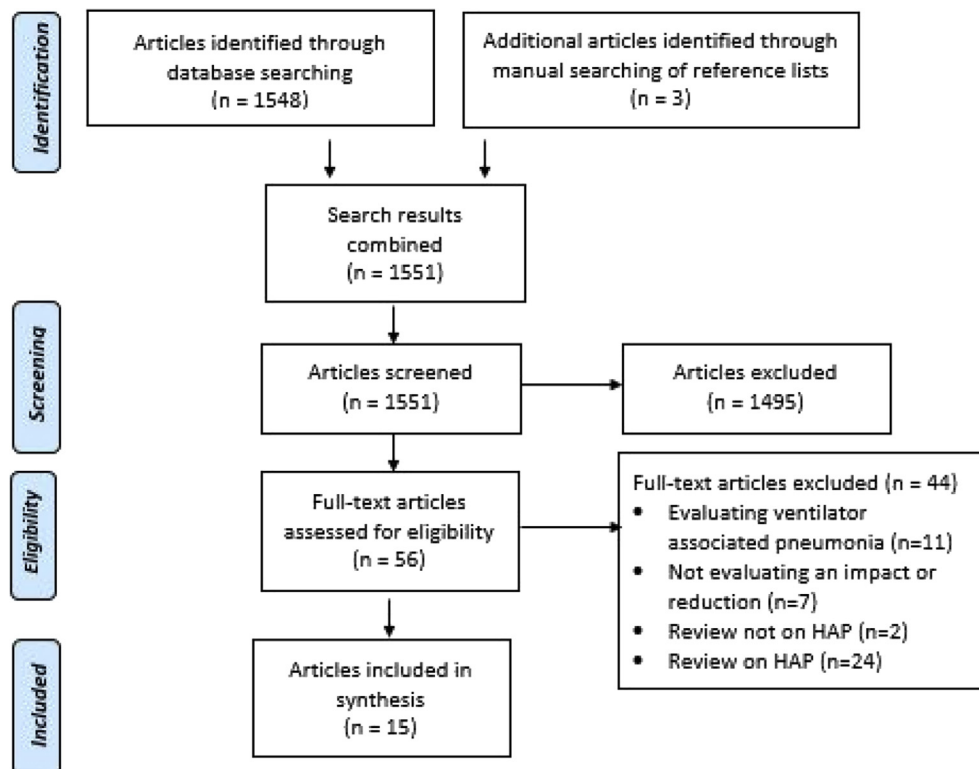 Identification
Articles identified through
database searching
(n = 1548)
Additional articles identified through
manual searching of reference lists
(n = 3)
Search results
combined
(n = 1551)
Screening
Articles screened
(n = 1551)
Articles excluded
(n = 1495)
Eligibility
Full-text articles
assessed for eligibility
(n = 56)
Full-text articles excluded (n = 44)
• Evaluating ventilator
associated pneumonia (n=11)
• Not evaluating an impact or
reduction (n=7)
• Review not on HAP (n=2)
• Review on HAP (n=24)
Included
Articles included in
synthesis
(n = 15)